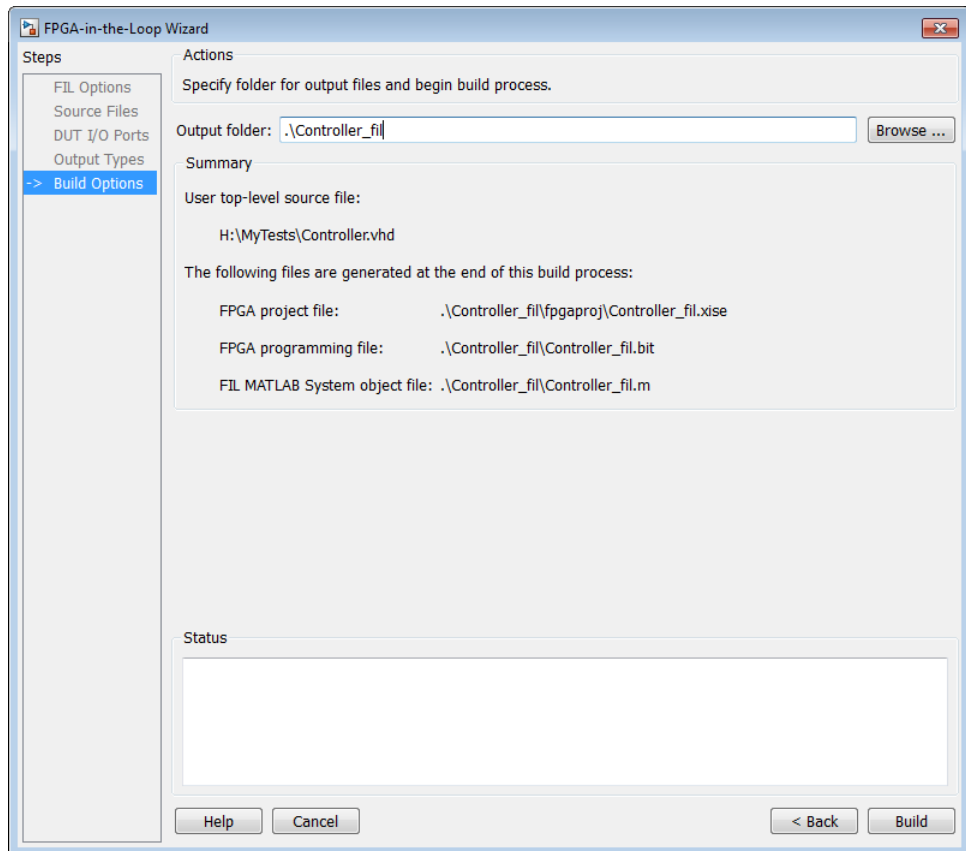 FPGA-in-the-Loop Wizard
Steps
FIL Options
Source Files
DUT I/O Ports
Output Types
-> Build Options
Actions
Specify folder for output files and begin build process.
Output folder: .\Controller_fil Browse ...
Summary
User top-level source file:
H:\MyTests\Controller.vhd
The following files are generated at the end of this build process:
FPGA project file: .\Controller_fil\fpgaproj\Controller_fil.xise
FPGA programming file: .\Controller_fil\Controller_fil.bit
FIL MATLAB System object file: .\Controller_fil\Controller_fil.m
Status
Help Cancel < Back Build